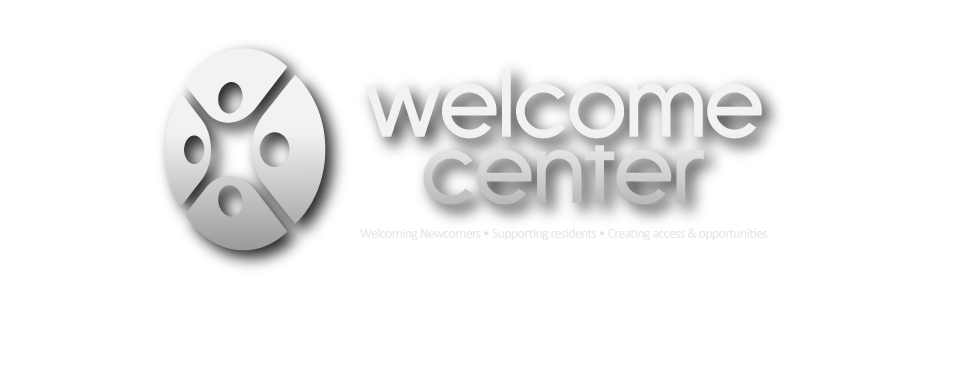 welcome
center
Welcoming Newcomers • Supporting residents • Creating access & opportunities